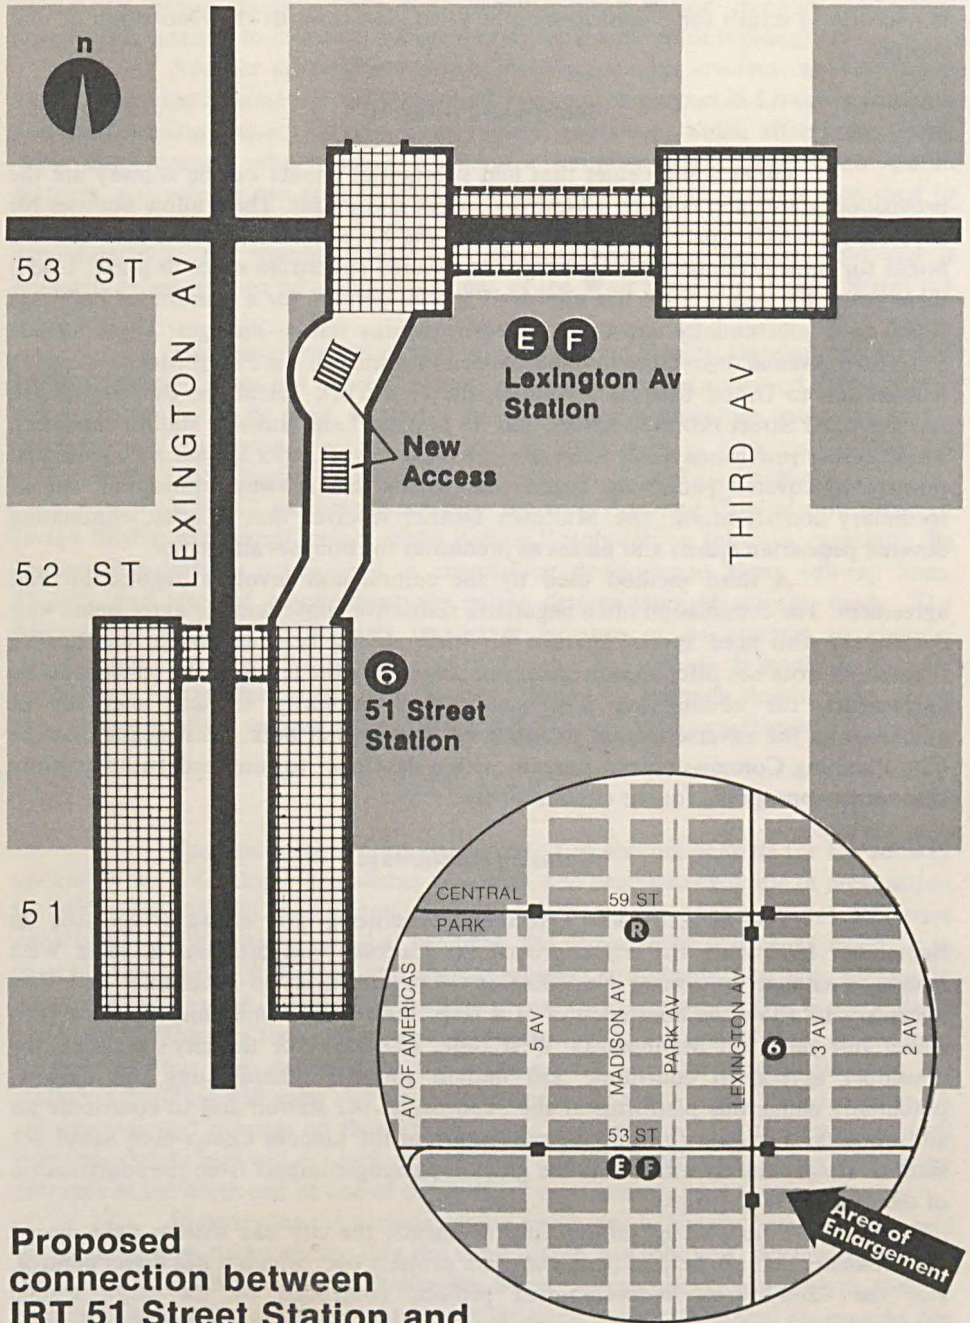 n
53 ST
LEXINGTON AV
THIRD AV
E F
Lexington Av
Station
New
Access
52 ST
6
51 Street
Station
51
CENTRAL
PARK
59 ST
R
AV OF AMERICAS
5 AV
MADISON AV
PARK AV
LEXINGTON AV
6
3 AV
2 AV
53 ST
E F
Area of
Enlargement
Proposed
connection between
IRT 51 Street Station and